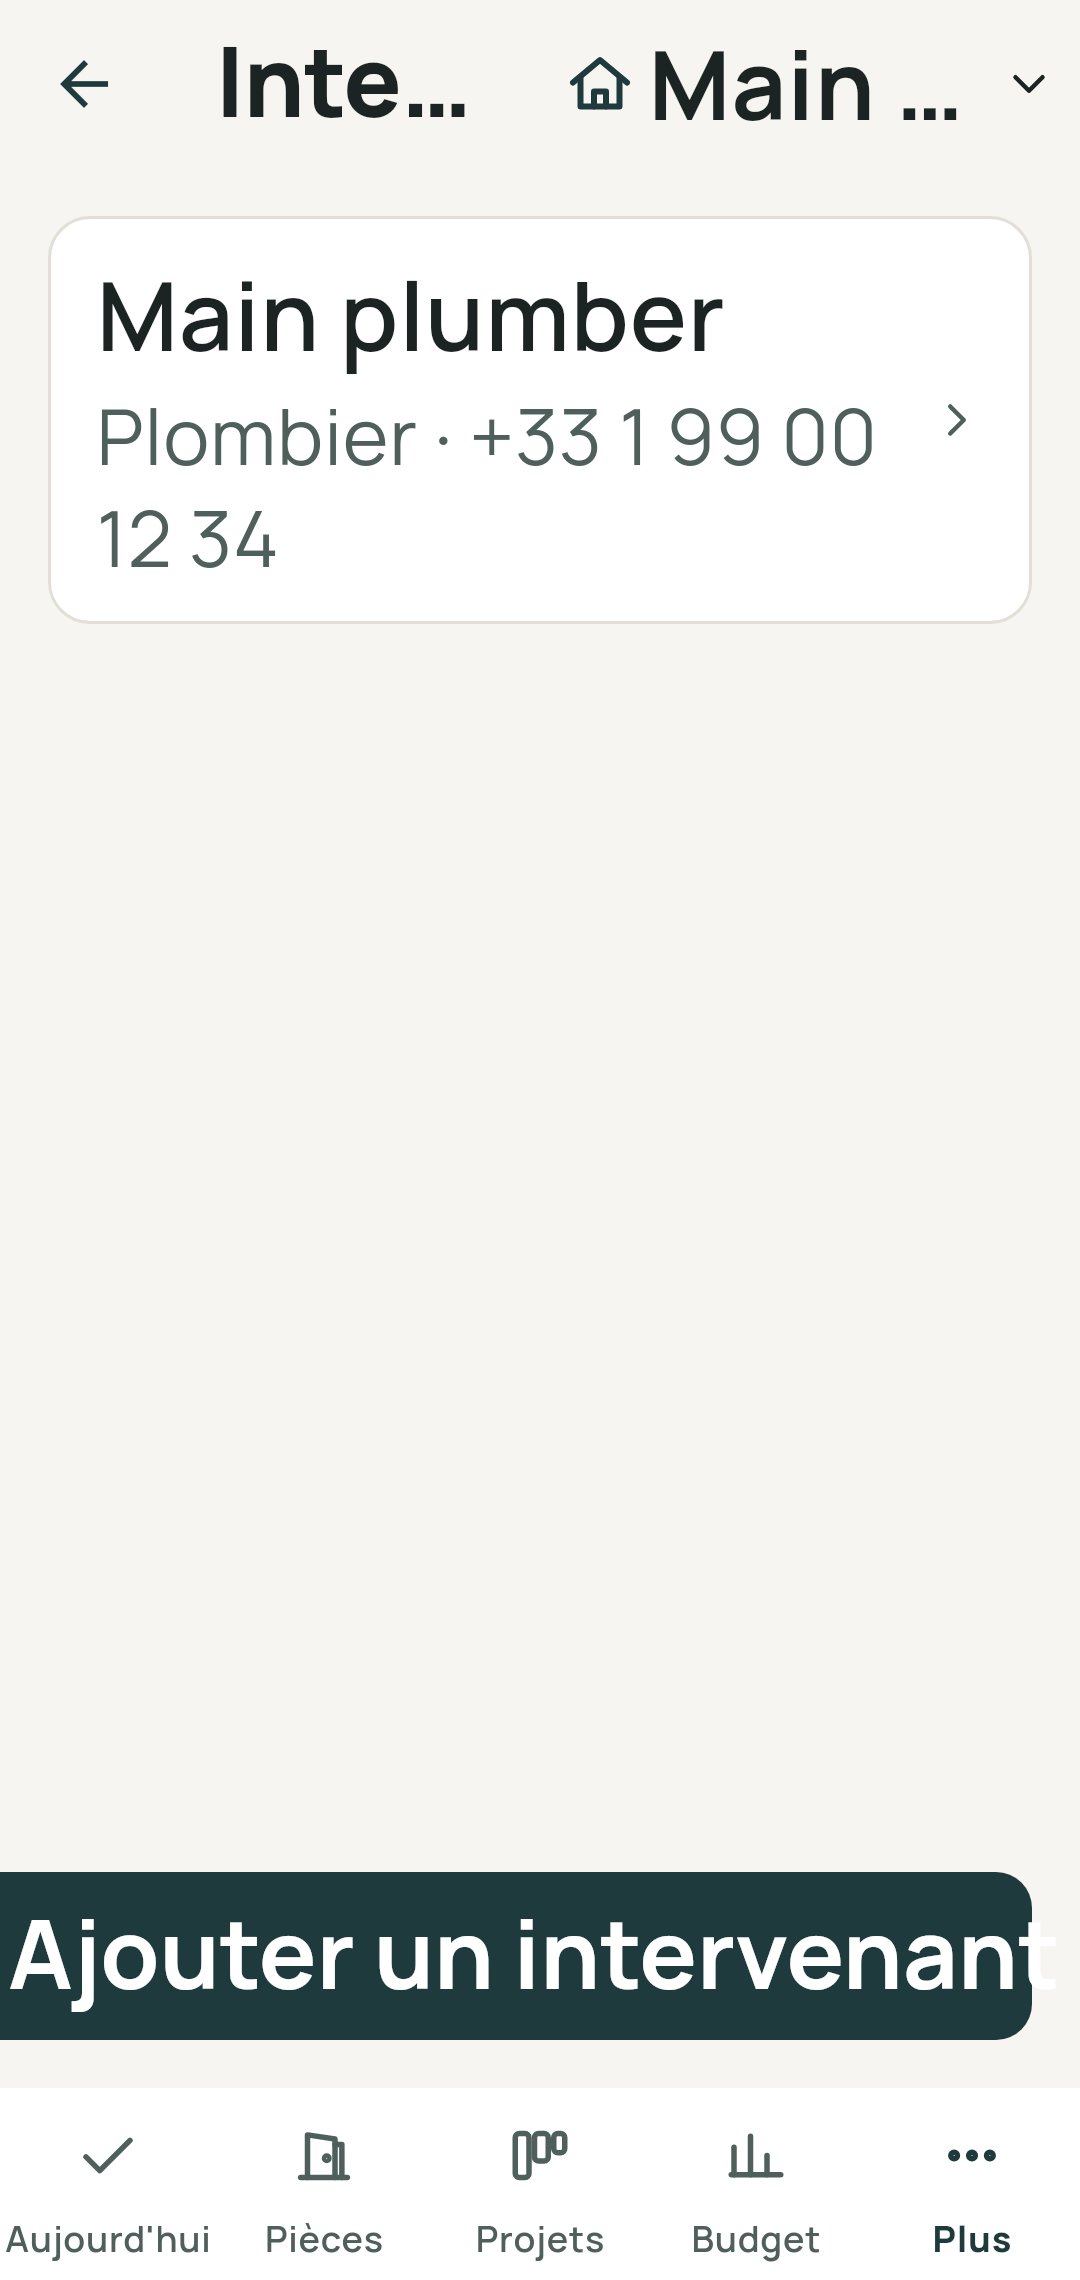 Inte...
Main ...
Main plumber
Plombier · +33 1 99 00
12 34
Ajouter un intervenant
Aujourd'hui
Pièces
Projets
Budget
Plus